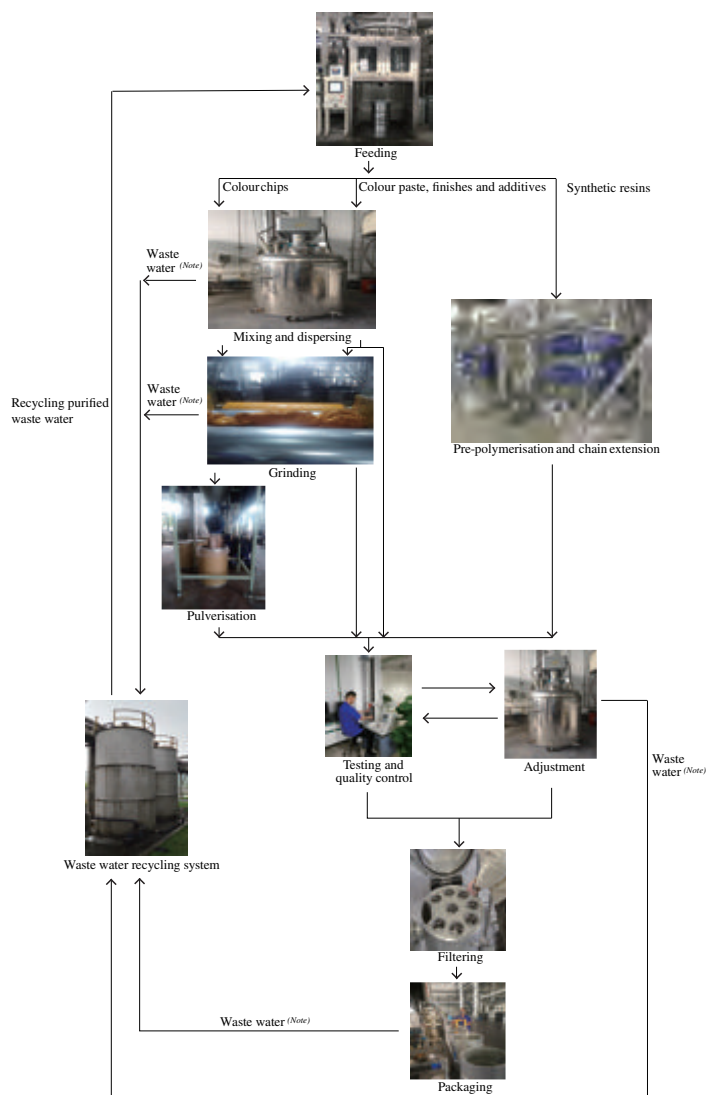 Feeding
Colour chips
Colour paste, finishes and additives
Synthetic resins
Waste
water (Note)
Mixing and dispersing
Waste
water (Note)
Recycling purified
waste water
Grinding
Pre-polymerisation and chain extension
Pulverisation
Testing and
quality control
Adjustment
Waste
water (Note)
Waste water recycling system
Filtering
Waste water (Note)
Packaging